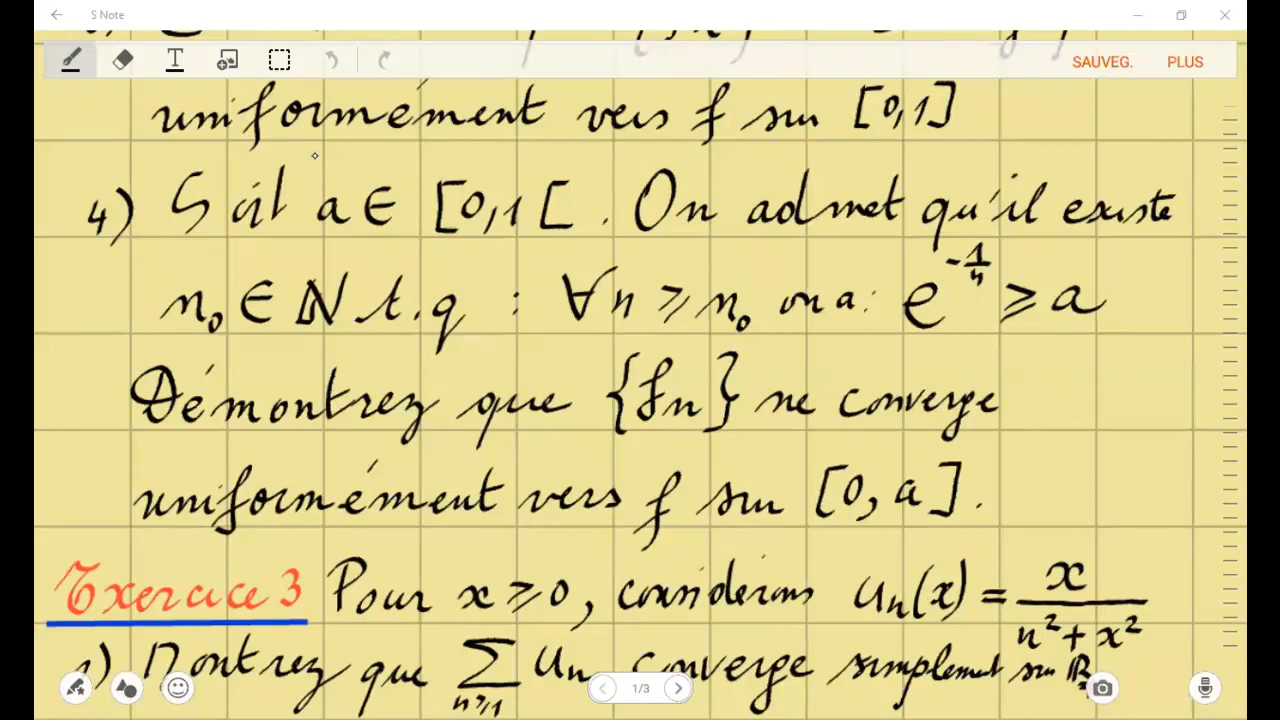 S Note
SAUVEG. PLUS
uniformément vers f sur [0,1]
4) Soit a ∈ [0,1[. On admet qu'il existe
n₀ ∈ ℕ t.q : ∀n ≥ n₀ on a: e^{-1/n} ≥ a
Démontrez que {fn} ne converge
uniformément vers f sur [0, a].
Exercice 3 Pour x ≥ 0, considérons uₙ(x) = x/(n² + x²)
1) Montrez que ∑_{n≥1} uₙ converge simplement sur ℝ₊
1/3